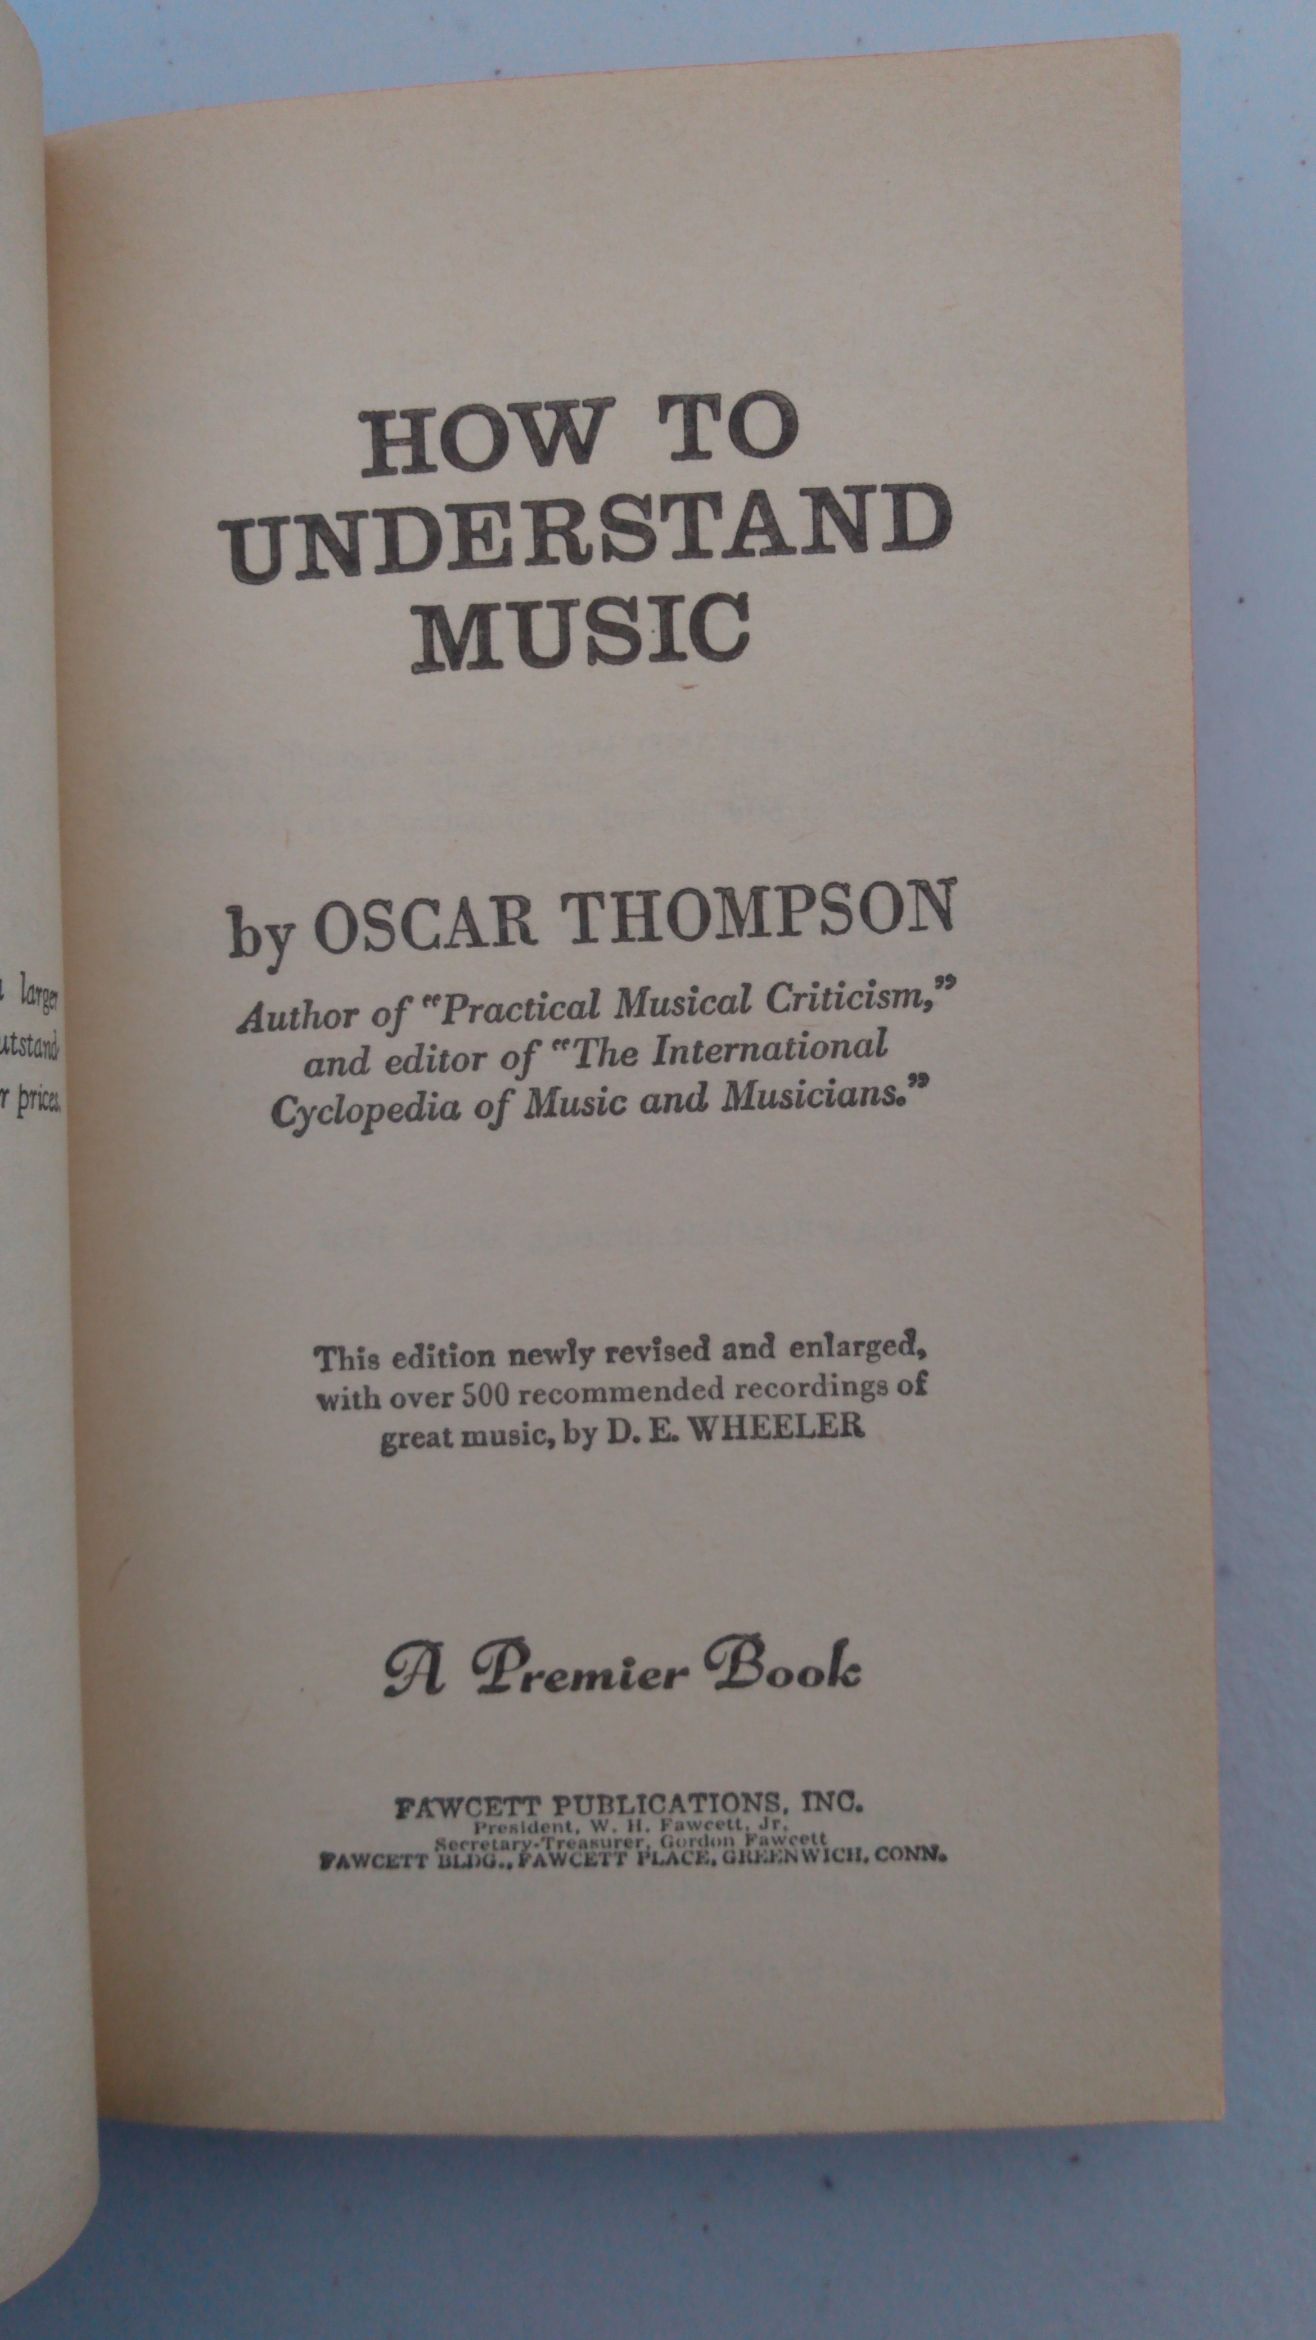 HOW TO
UNDERSTAND
MUSIC
by OSCAR THOMPSON
Author of "Practical Musical Criticism,"
and editor of "The International
Cyclopedia of Music and Musicians."
This edition newly revised and enlarged,
with over 500 recommended recordings of
great music, by D. E. WHEELER
A Premier Book
FAWCETT PUBLICATIONS, INC.
President, W. H. Fawcett, Jr.
Secretary-Treasurer, Gordon Fawcett
FAWCETT BLDG., FAWCETT PLACE, GREENWICH, CONN.
larger
utstand
r prices.